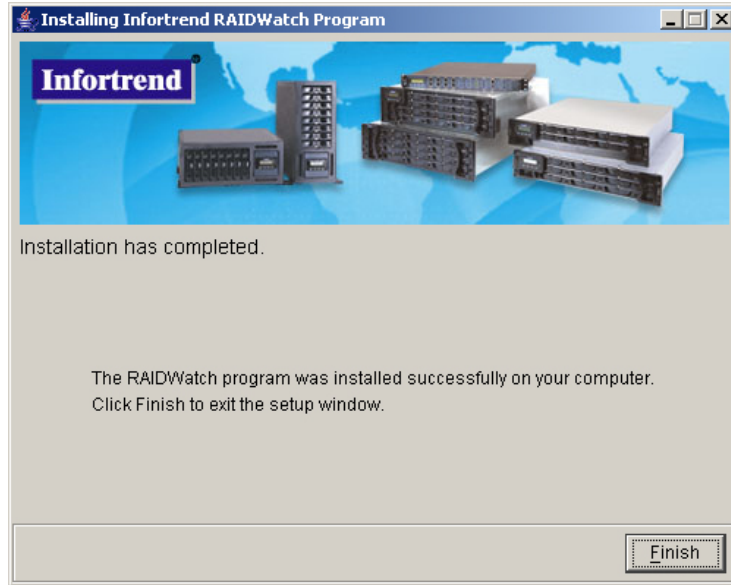 Installing Infortrend RAIDWatch Program
Infortrend
Installation has completed.
The RAIDWatch program was installed successfully on your computer.
Click Finish to exit the setup window.
Finish